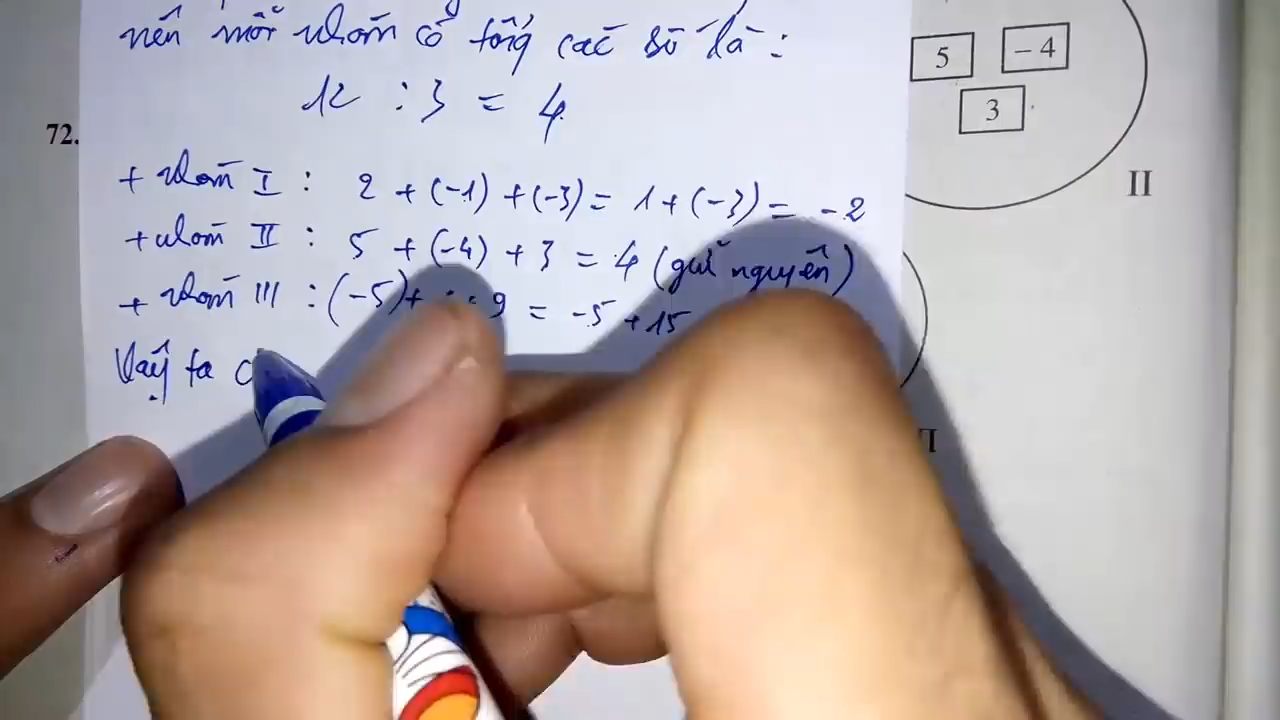 nên mỗi nhóm có tổng các số là:
12 : 3 = 4
72.
+ nhóm I : 2 + (-1) + (-3) = 1 + (-3) = -2
+ nhóm II : 5 + (-4) + 3 = 4 (giữ nguyên)
+ nhóm III : (-5) + 9 = -5 + 15
Vậy ta c
5
-4
3
II